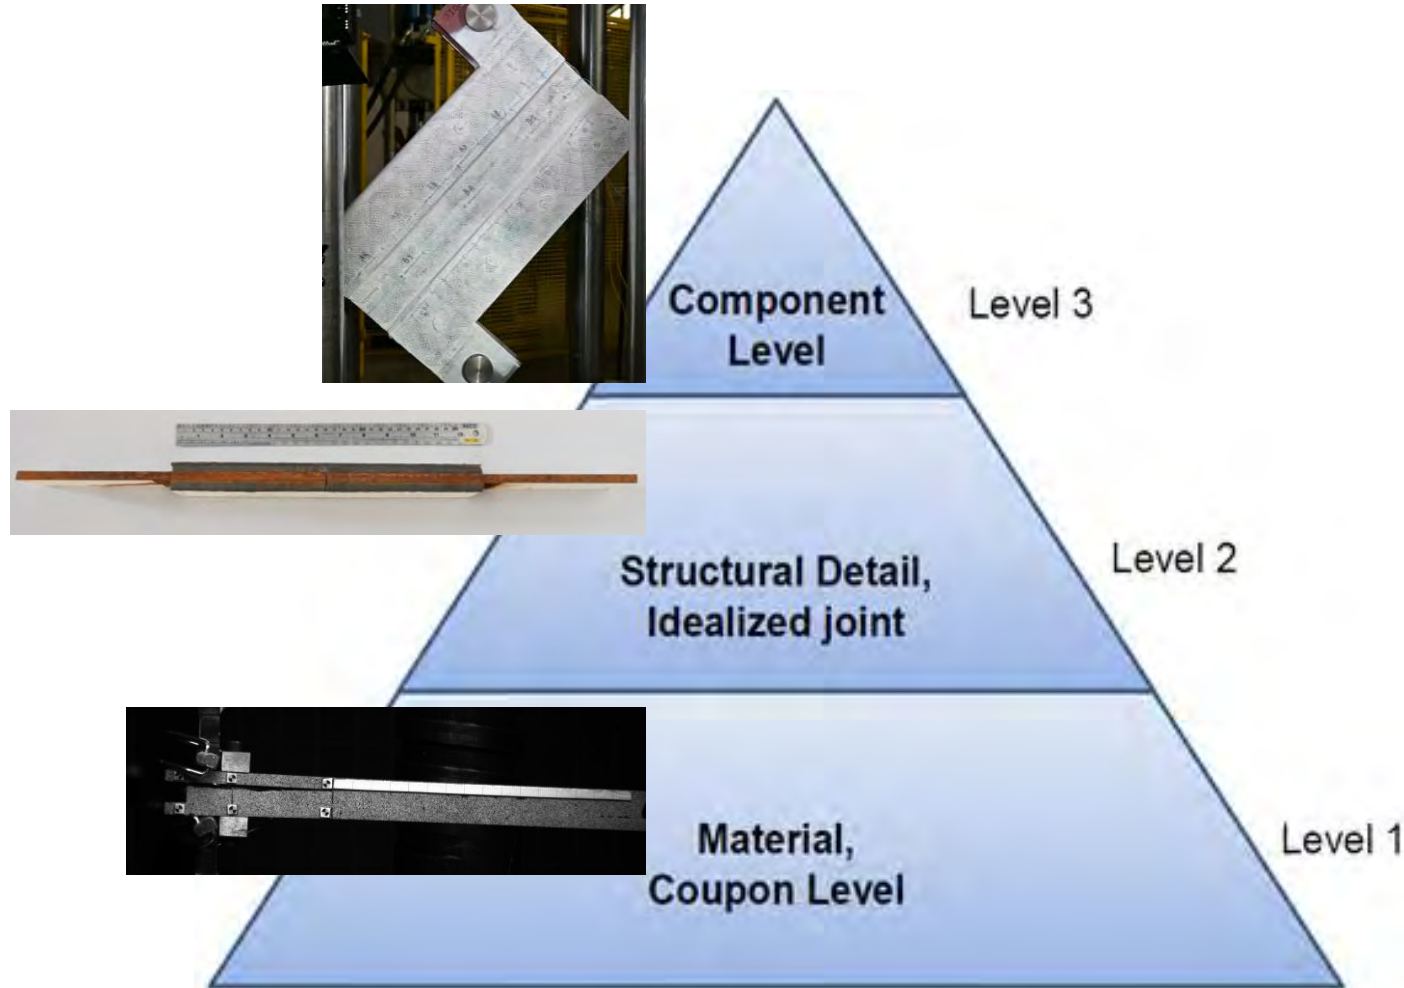 Component
Level
Level 3
Structural Detail,
Idealized joint
Level 2
Material,
Coupon Level
Level 1